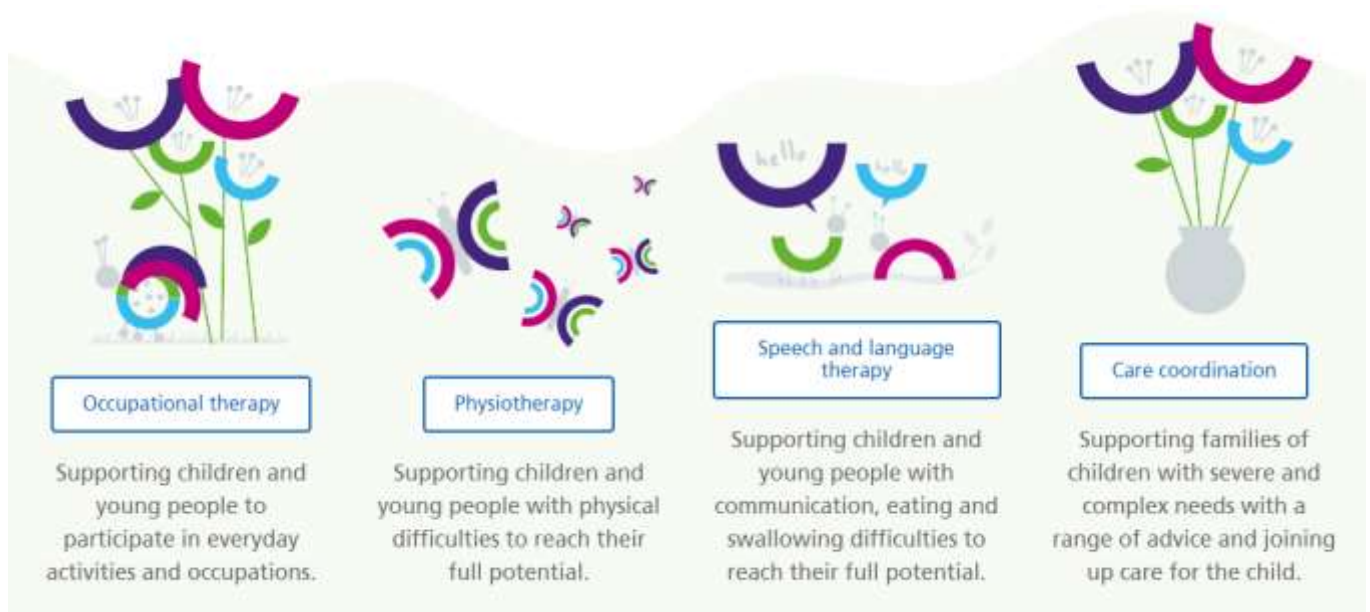 hello
hello
Occupational therapy
Supporting children and
young people to
participate in everyday
activities and occupations.
Physiotherapy
Supporting children and
young people with physical
difficulties to reach their
full potential.
Speech and language
therapy
Supporting children and
young people with
communication, eating and
swallowing difficulties to
reach their full potential.
Care coordination
Supporting families of
children with severe and
complex needs with a
range of advice and joining
up care for the child.